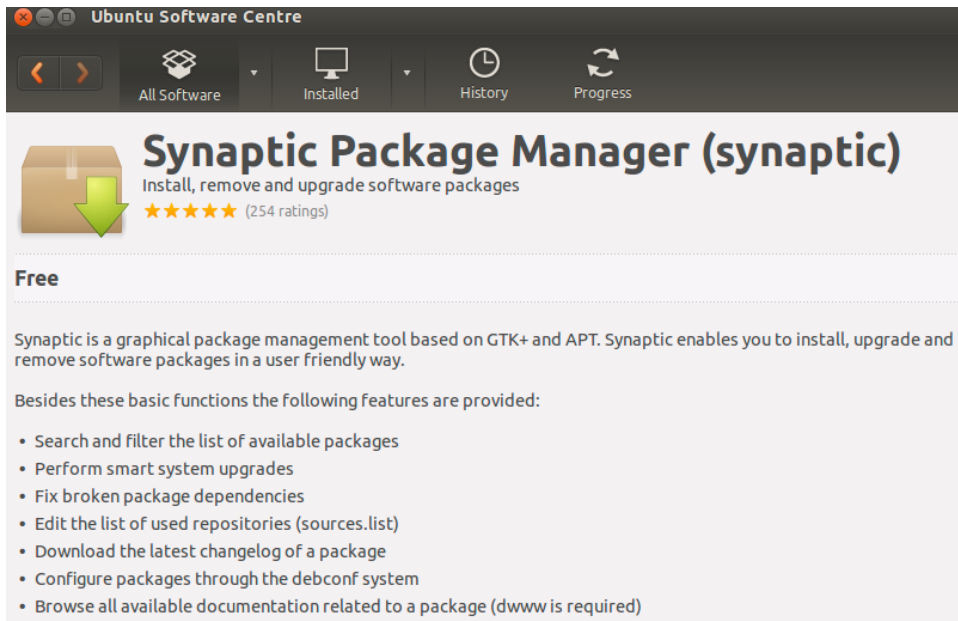 Ubuntu Software Centre
All Software
Installed
History
Progress
Synaptic Package Manager (synaptic)
Install, remove and upgrade software packages
(254 ratings)
Free
Synaptic is a graphical package management tool based on GTK+ and APT. Synaptic enables you to install, upgrade and
remove software packages in a user friendly way.
Besides these basic functions the following features are provided:
• Search and filter the list of available packages
• Perform smart system upgrades
• Fix broken package dependencies
• Edit the list of used repositories (sources.list)
• Download the latest changelog of a package
• Configure packages through the debconf system
• Browse all available documentation related to a package (dwww is required)